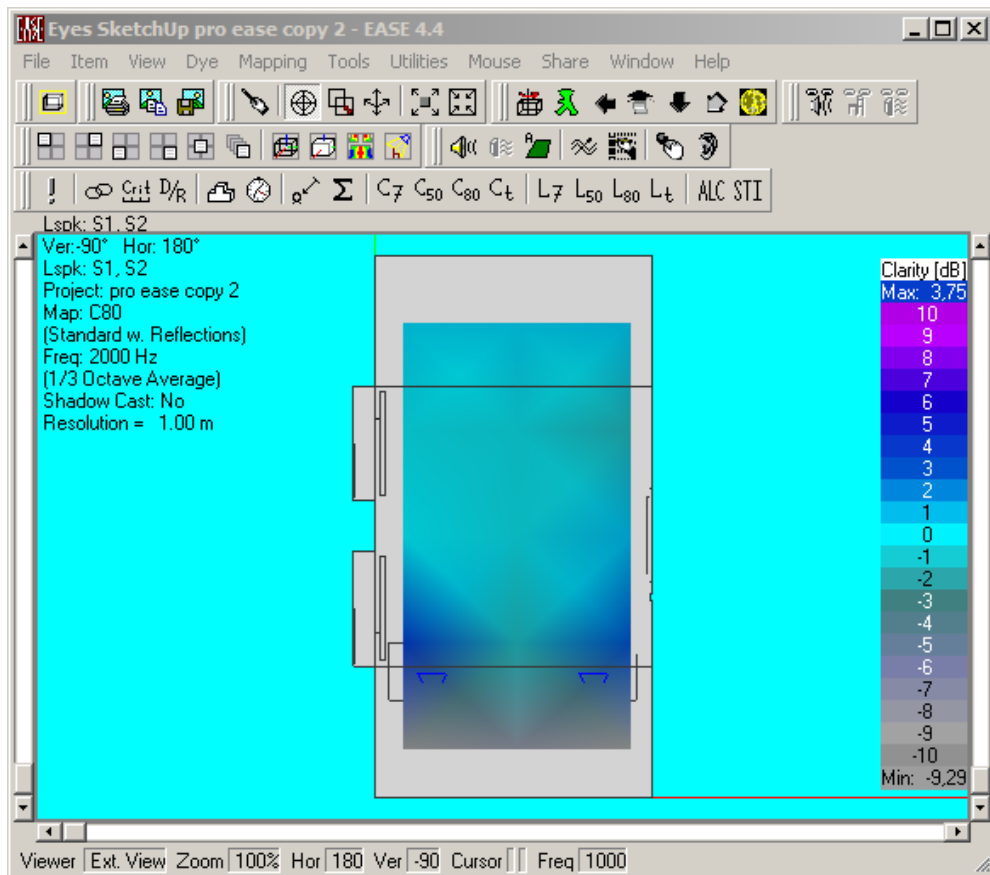 Eyes SketchUp pro ease copy 2 - EASE 4.4
File Item View Dye Mapping Tools Utilities Mouse Share Window Help
! Crit D/R Σ C7 C50 C80 Ct L7 L50 L80 Lt ALC STI
Lspk: S1, S2
Ver:-90° Hor: 180°
Lspk: S1, S2
Project: pro ease copy 2
Map: C80
(Standard w. Reflections)
Freq: 2000 Hz
(1/3 Octave Average)
Shadow Cast: No
Resolution = 1.00 m
Clarity [dB]
Max: 3,75
10
9
8
7
6
5
4
3
2
1
0
-1
-2
-3
-4
-5
-6
-7
-8
-9
-10
Min: -9,29
Viewer Ext. View Zoom 100% Hor 180 Ver -90 Cursor Freq 1000